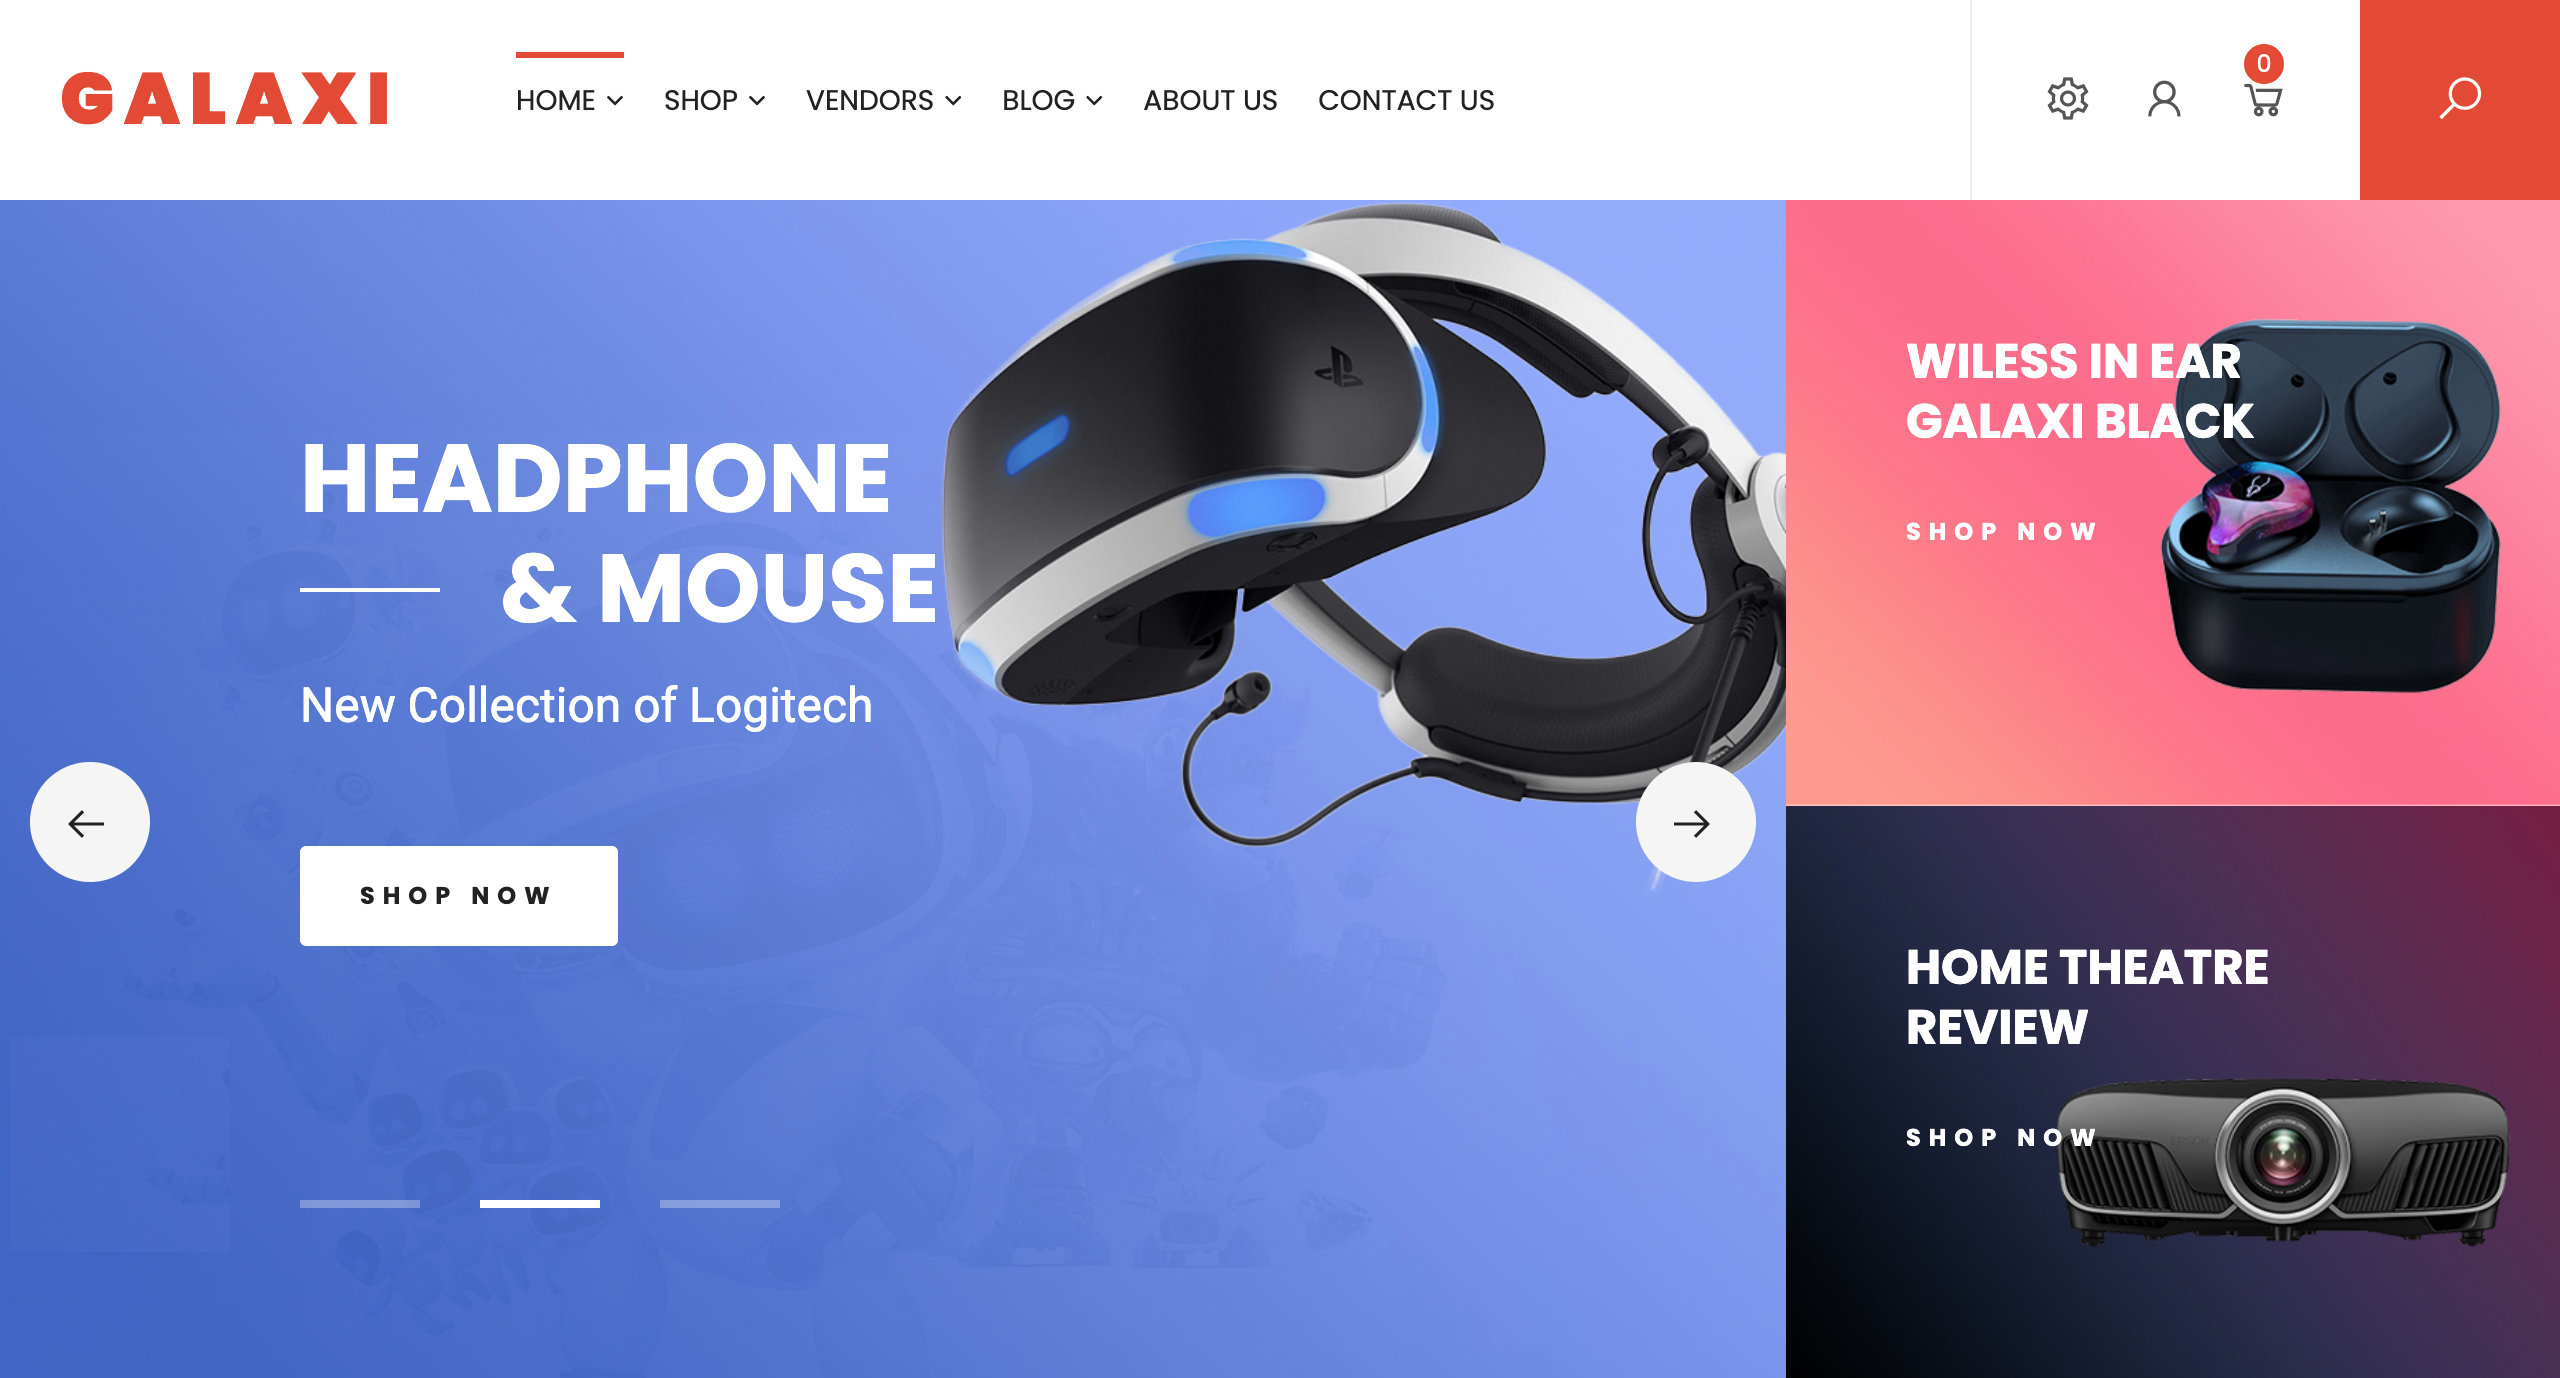 GALAXI
HOME SHOP VENDORS BLOG ABOUT US CONTACT US
0
HEADPHONE
& MOUSE
New Collection of Logitech
SHOP NOW
WILESS IN EAR
GALAXI BLACK
SHOP NOW
HOME THEATRE
REVIEW
SHOP NOW
EPSON